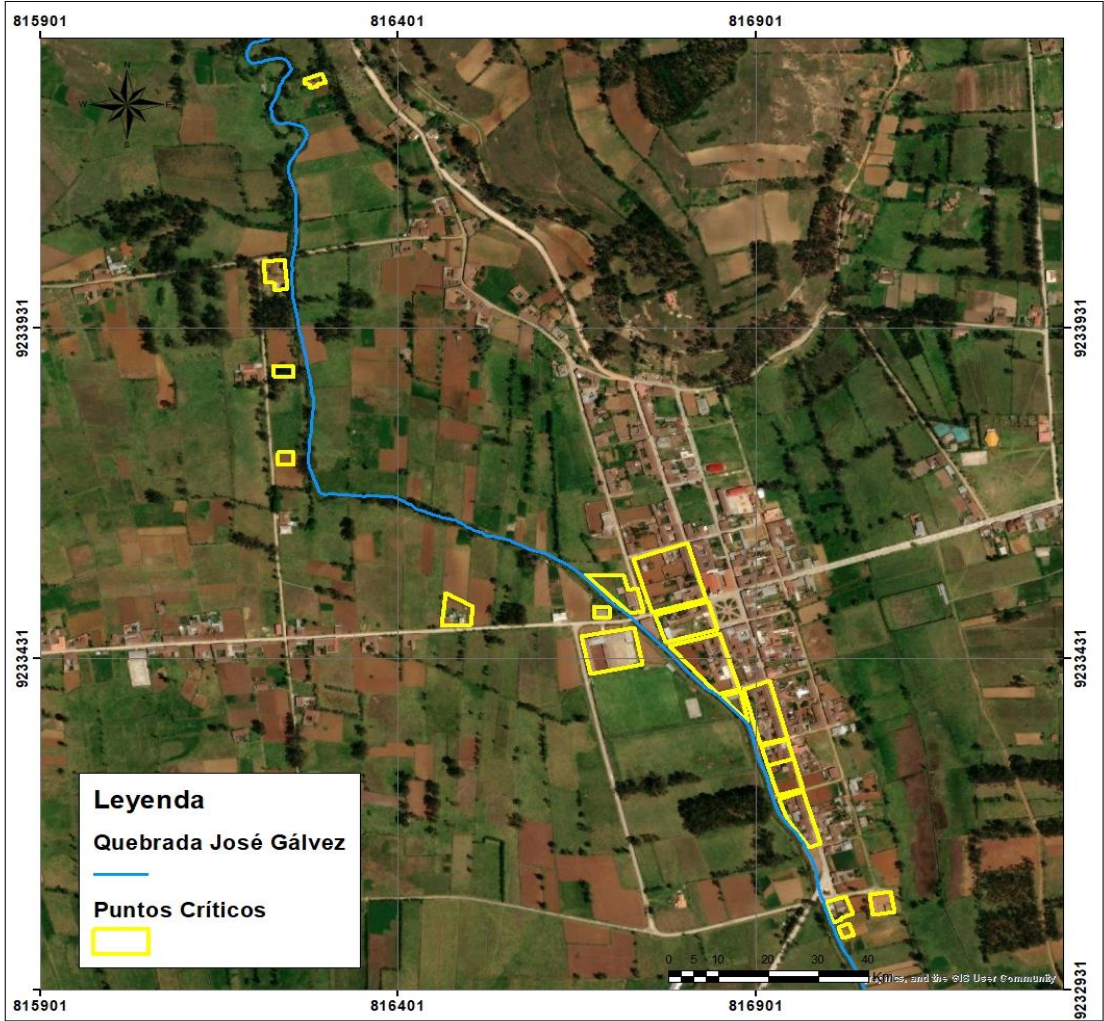 815901 816401 816901
N
W E
S
9233931 9233931
9233431 9233431
Leyenda
Quebrada José Gálvez
Puntos Críticos
0 5 10 20 30 40
Km
, and the GIS User Community
9232931
815901 816401 816901